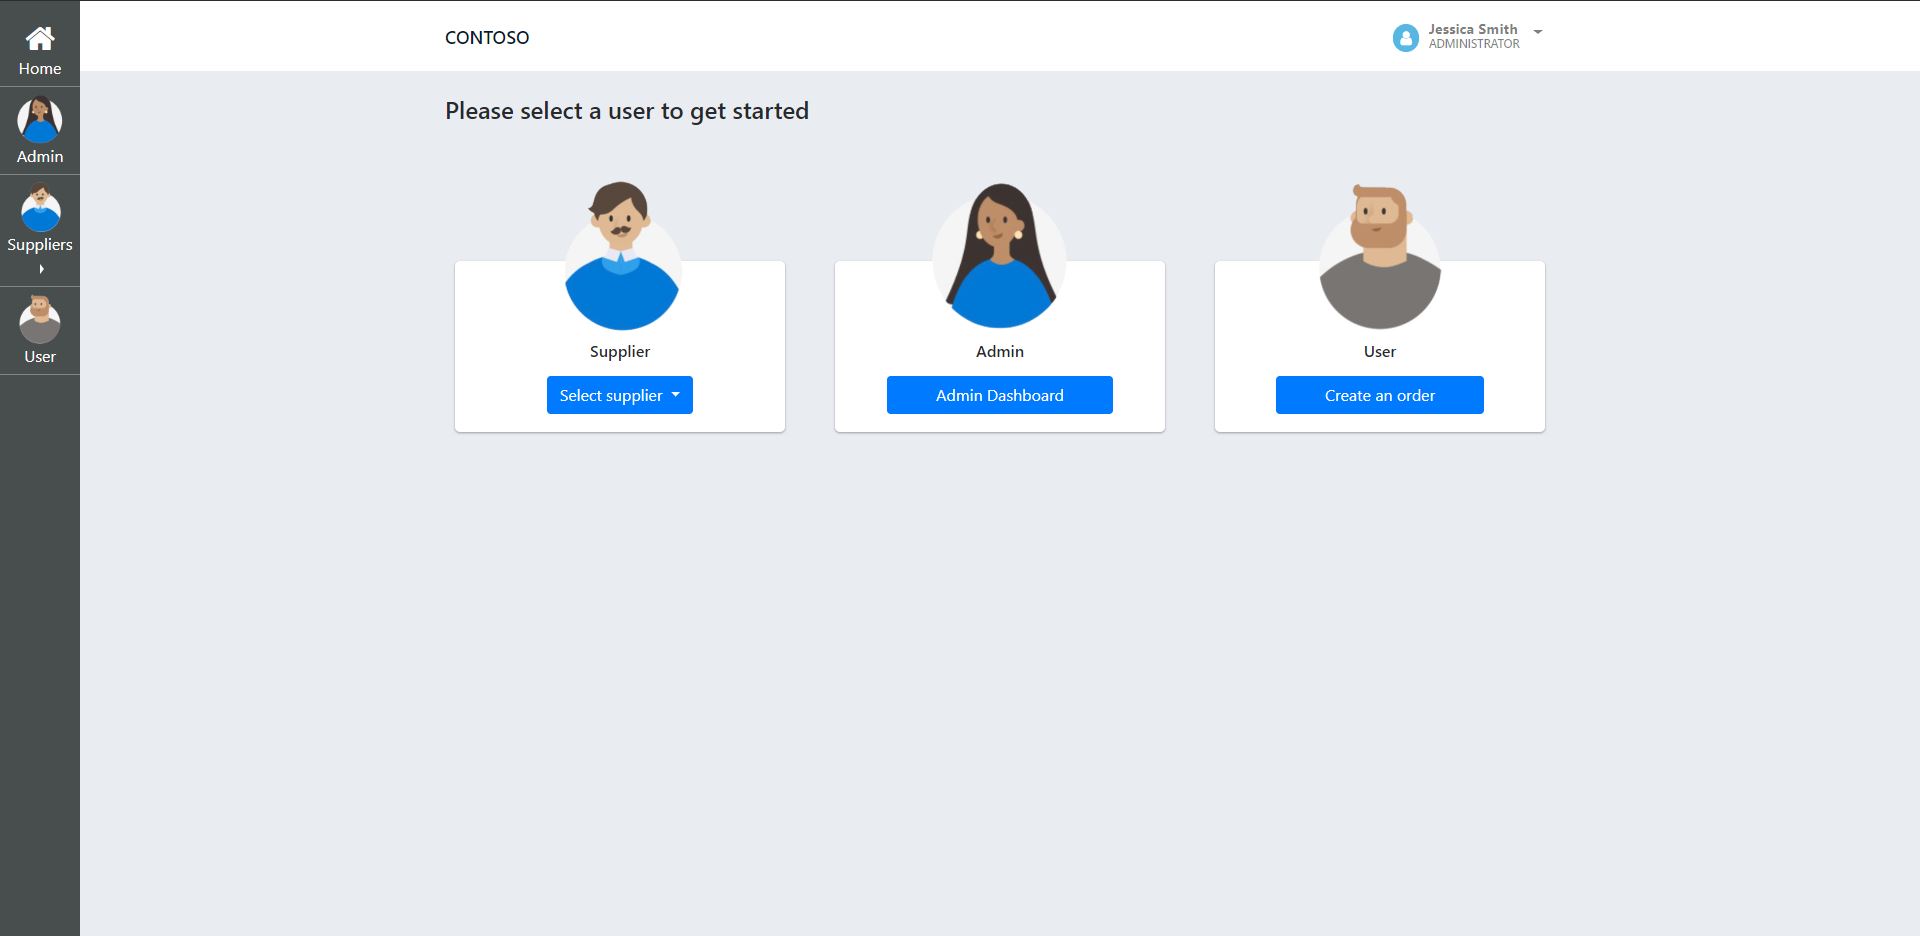 Home
Admin
Suppliers
User
CONTOSO
Jessica Smith
ADMINISTRATOR
Please select a user to get started
Supplier
Select supplier
Admin
Admin Dashboard
User
Create an order